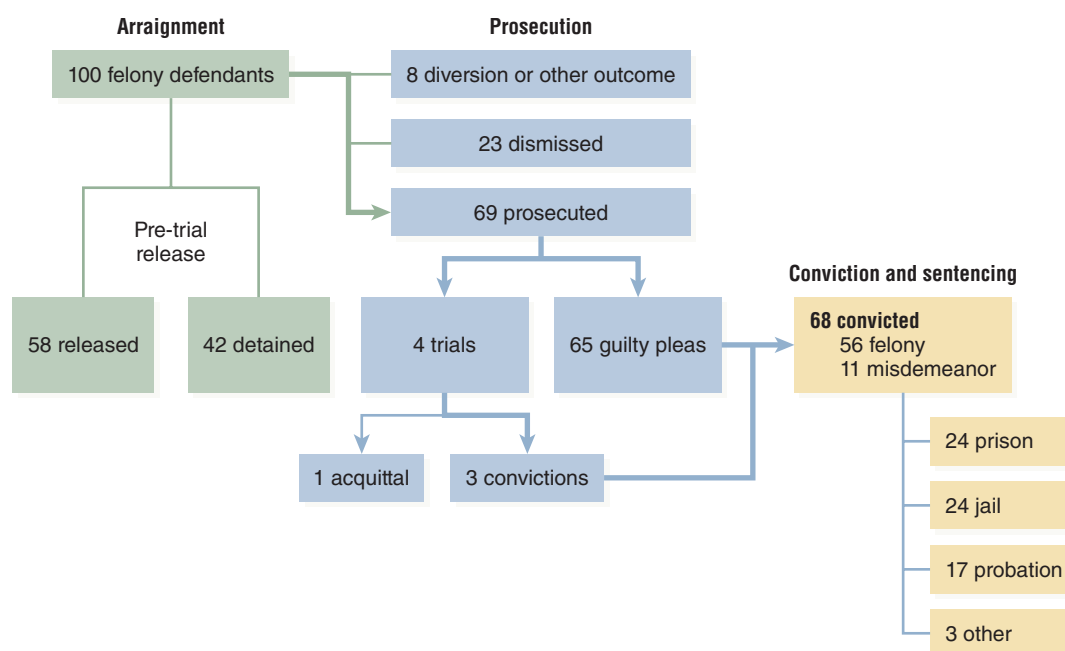 Arraignment
100 felony defendants
Pre-trial
release
58 released
42 detained
Prosecution
8 diversion or other outcome
23 dismissed
69 prosecuted
4 trials
65 guilty pleas
1 acquittal
3 convictions
Conviction and sentencing
68 convicted
56 felony
11 misdemeanor
24 prison
24 jail
17 probation
3 other